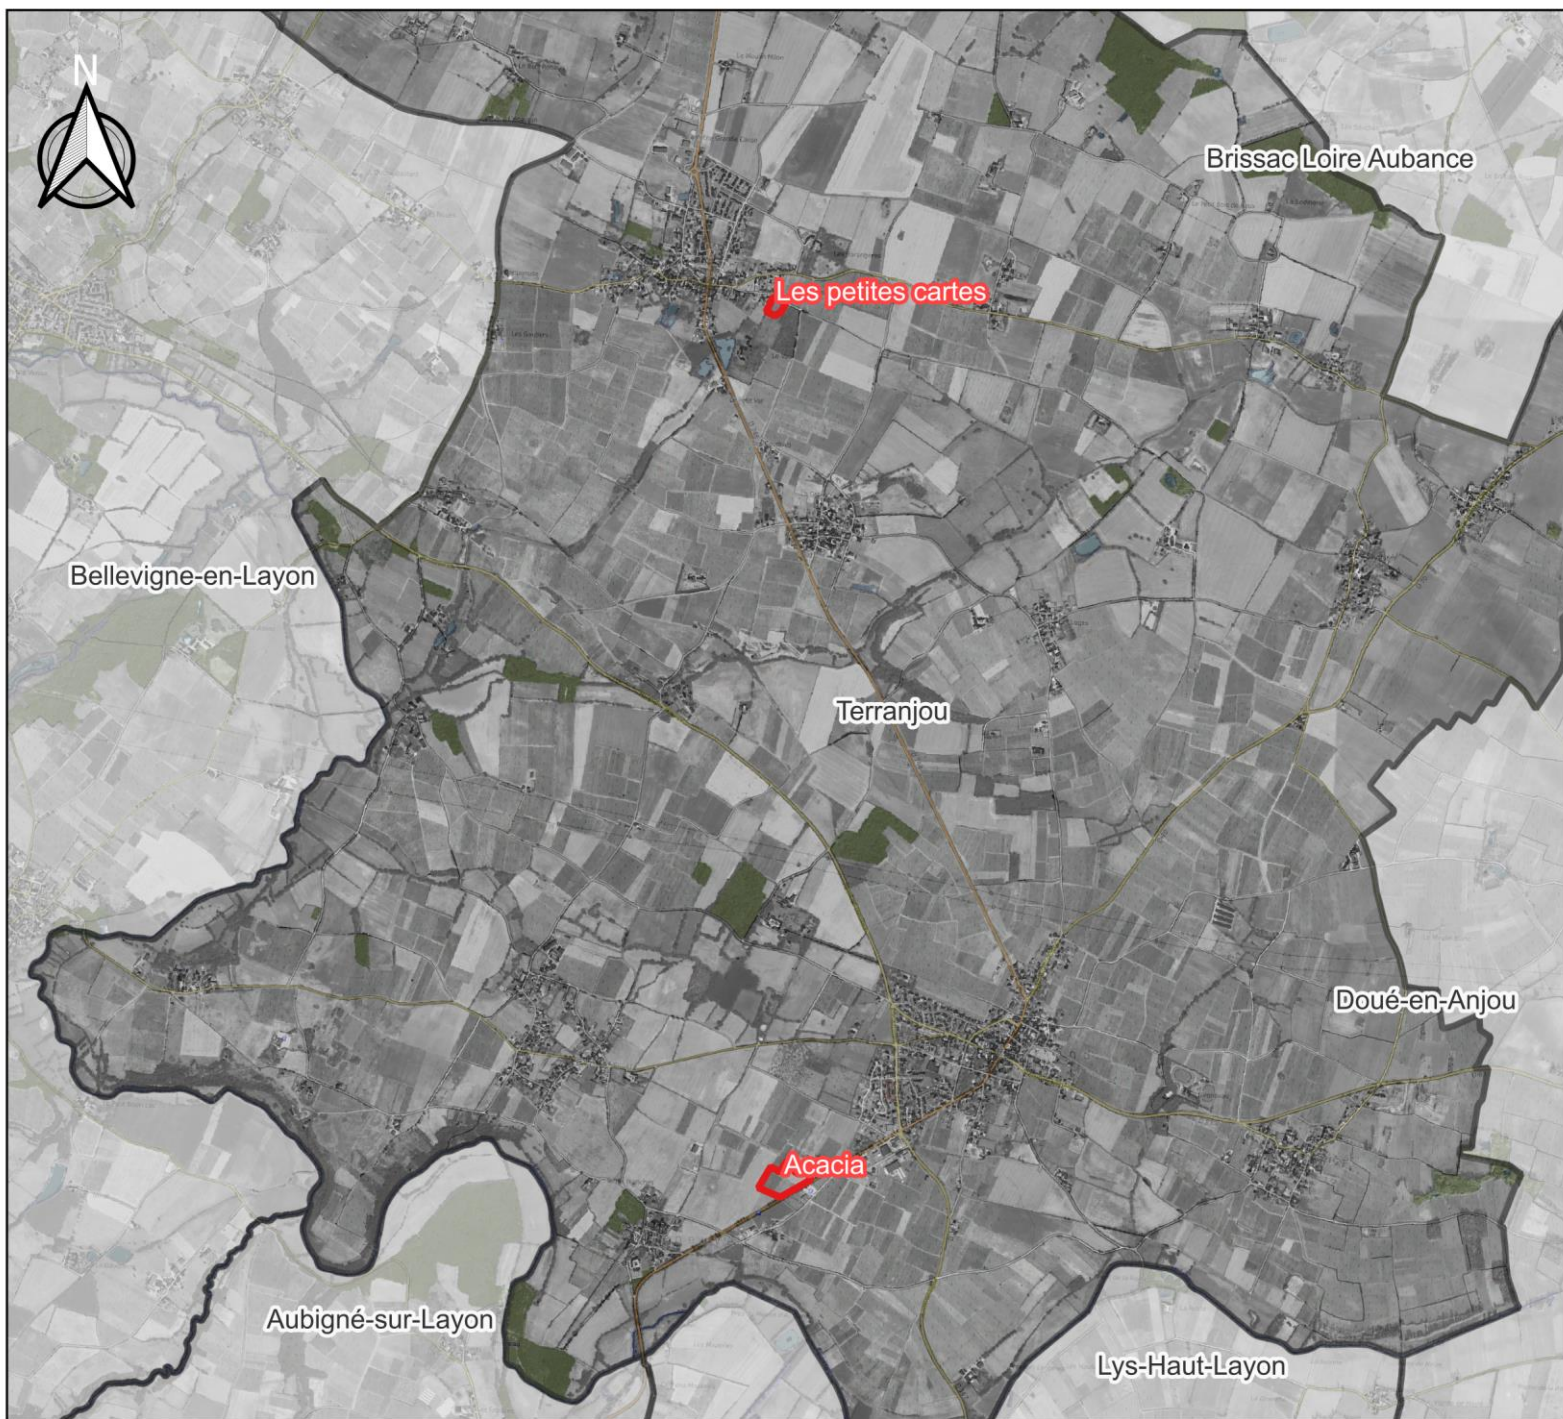 N
Brissac Loire Aubance
Les petites cartes
Bellevigne-en-Layon
Terranjou
Doué-en-Anjou
Acacia
Aubigné-sur-Layon
Lys-Haut-Layon